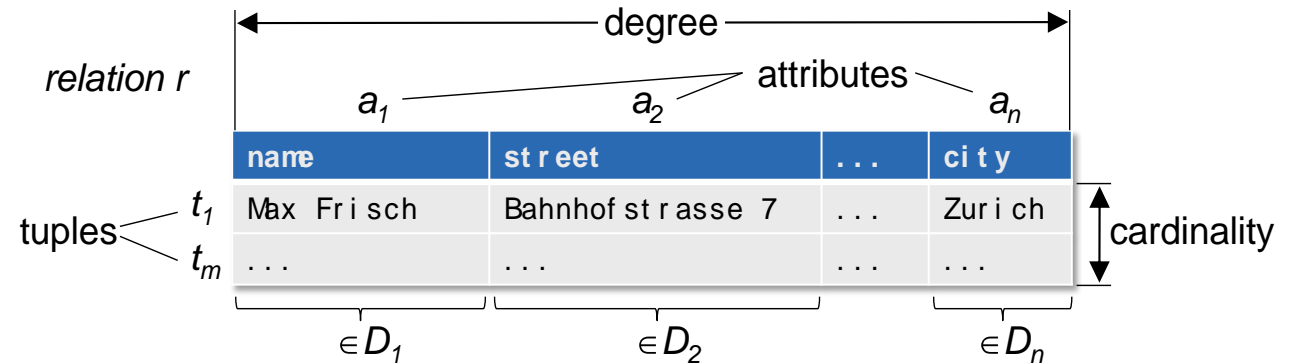 degree
relation r
attributes
a1 a2 an
name street ... city
t1 Max Frisch Bahnhofstrasse 7 ... Zurich
tuples cardinality
tm ... ... ... ...
∈D1 ∈D2 ∈Dn